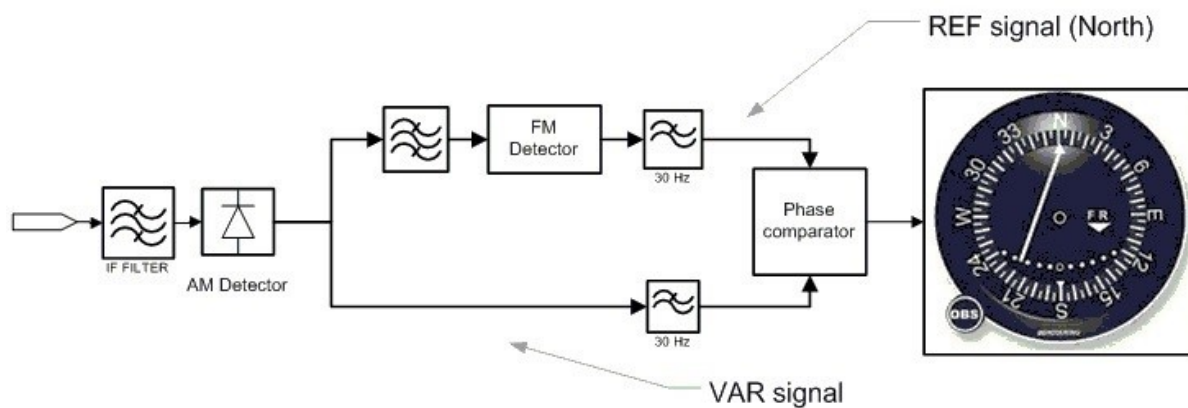 REF signal (North)
FM
Detector
30 Hz
Phase
comparator
IF FILTER
AM Detector
30 Hz
VAR signal
N
3
6
E
12
15
S
21
24
W
30
33
FR
OBS